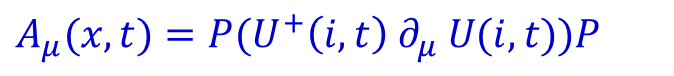 A_μ(x, t) = P(U⁺(i, t) ∂_μ U(i, t))P